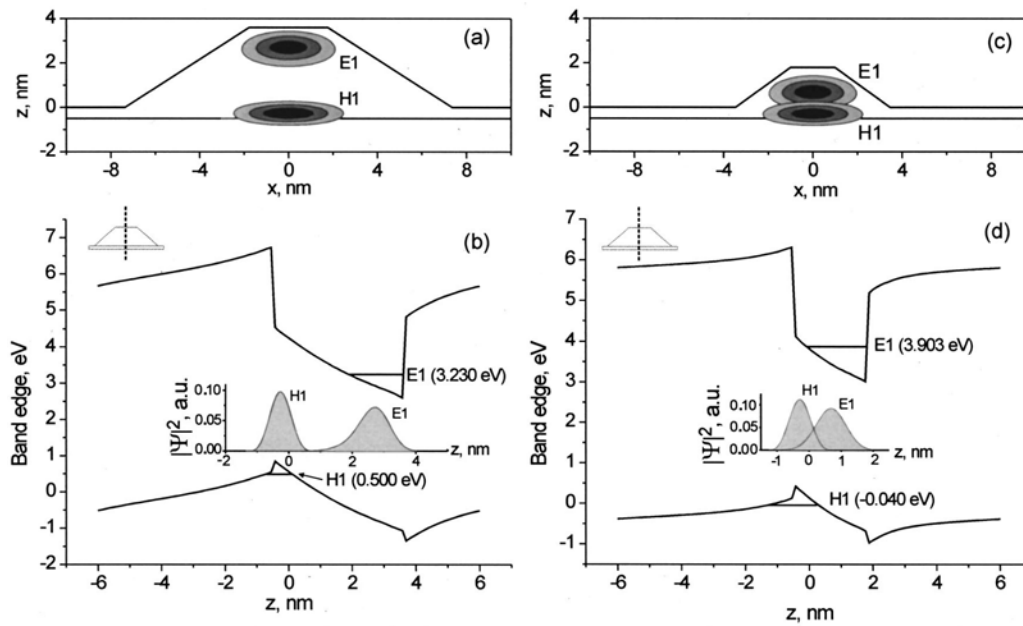 4
2
0
-2
z, nm
(a)
E1
H1
-8
-4
0
4
8
x, nm
4
2
0
-2
z, nm
(c)
E1
H1
-8
-4
0
4
8
x, nm
7
6
5
4
3
2
1
0
-1
-2
Band edge, eV
(b)
E1 (3.230 eV)
0.10
0.05
0.00
|Ψ|², a.u.
H1
E1
-2
0
2
4
z, nm
H1 (0.500 eV)
-6
-4
-2
0
2
4
6
z, nm
7
6
5
4
3
2
1
0
-1
Band edge, eV
(d)
E1 (3.903 eV)
0.10
0.05
0.00
|Ψ|², a.u.
H1
E1
-1
0
1
2
z, nm
H1 (-0.040 eV)
-6
-4
-2
0
2
4
6
z, nm